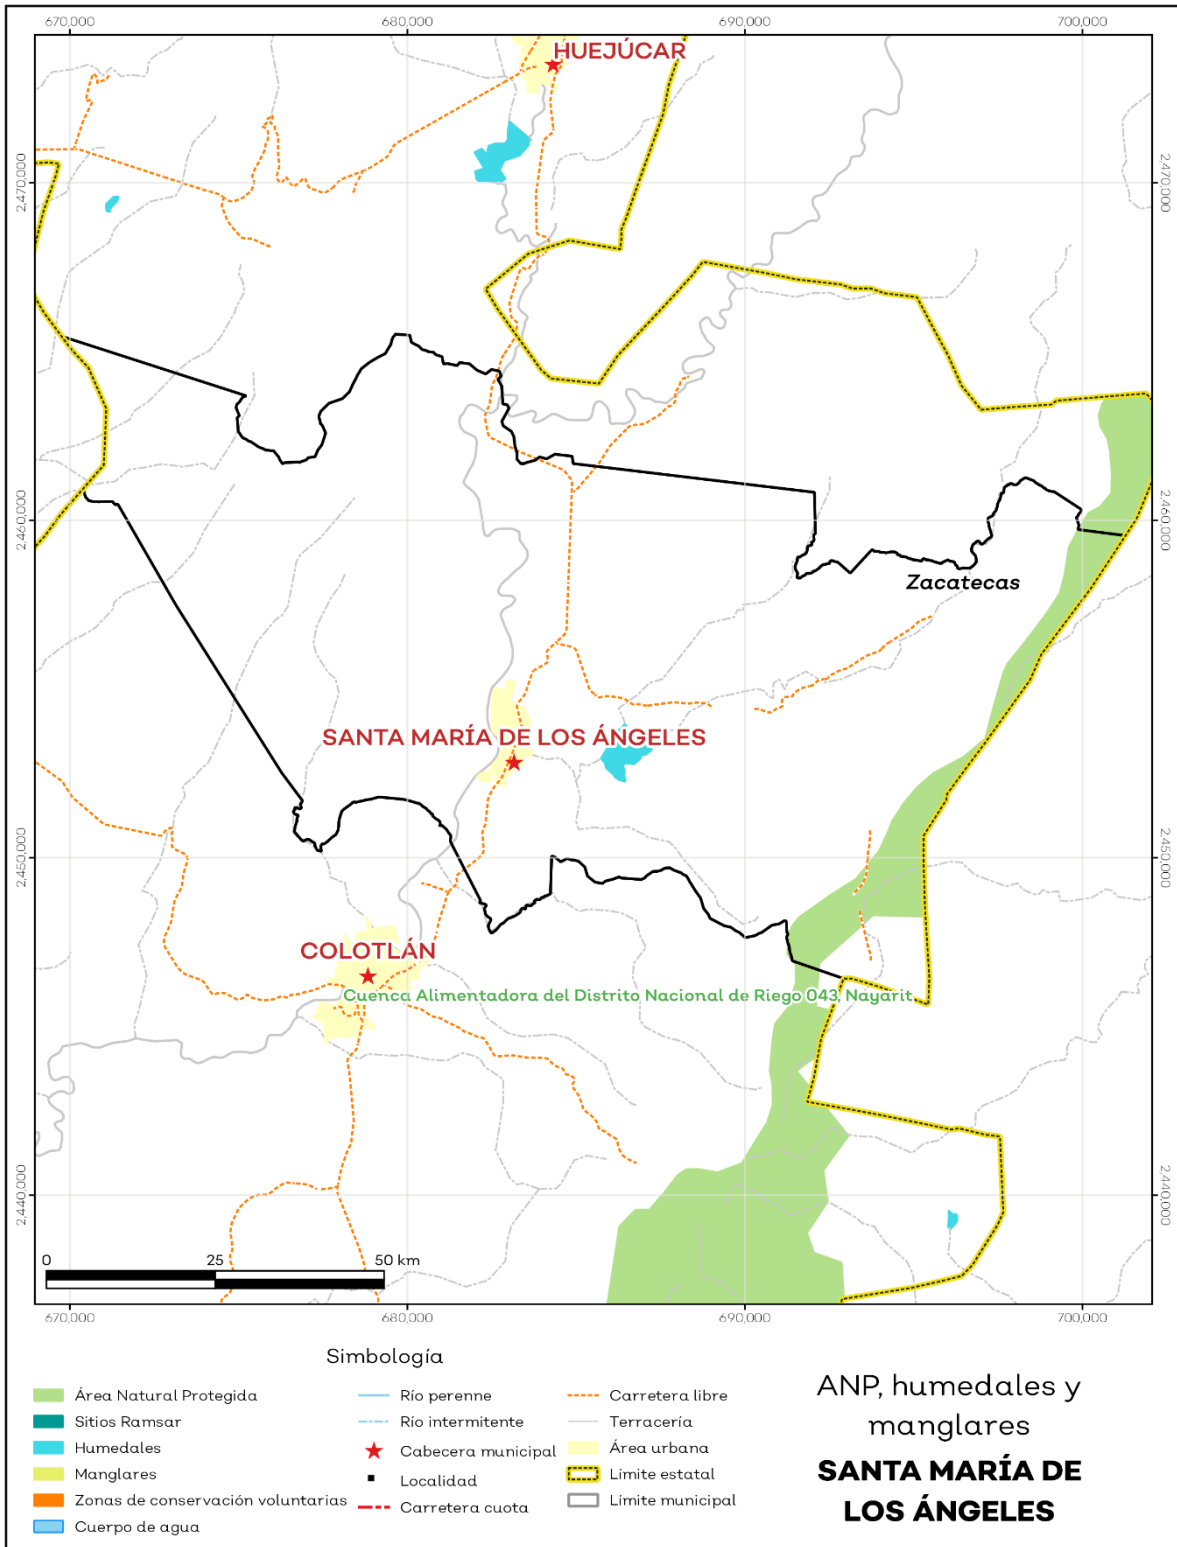 670,000
680,000
690,000
700,000
HUEJÚCAR
2,470,000
2,470,000
2,460,000
2,460,000
Zacatecas
SANTA MARÍA DE LOS ÁNGELES
2,450,000
2,450,000
COLOTLÁN
Cuenca Alimentadora del Distrito Nacional de Riego 043, Nayarit
2,440,000
2,440,000
0 25 50 km
670,000
680,000
690,000
700,000
Simbología
Área Natural Protegida
Sitios Ramsar
Humedales
Manglares
Zonas de conservación voluntarias
Cuerpo de agua
Río perenne
Río intermitente
Cabecera municipal
Localidad
Carretera cuota
Carretera libre
Terracería
Área urbana
Límite estatal
Límite municipal
ANP, humedales y
manglares
SANTA MARÍA DE
LOS ÁNGELES